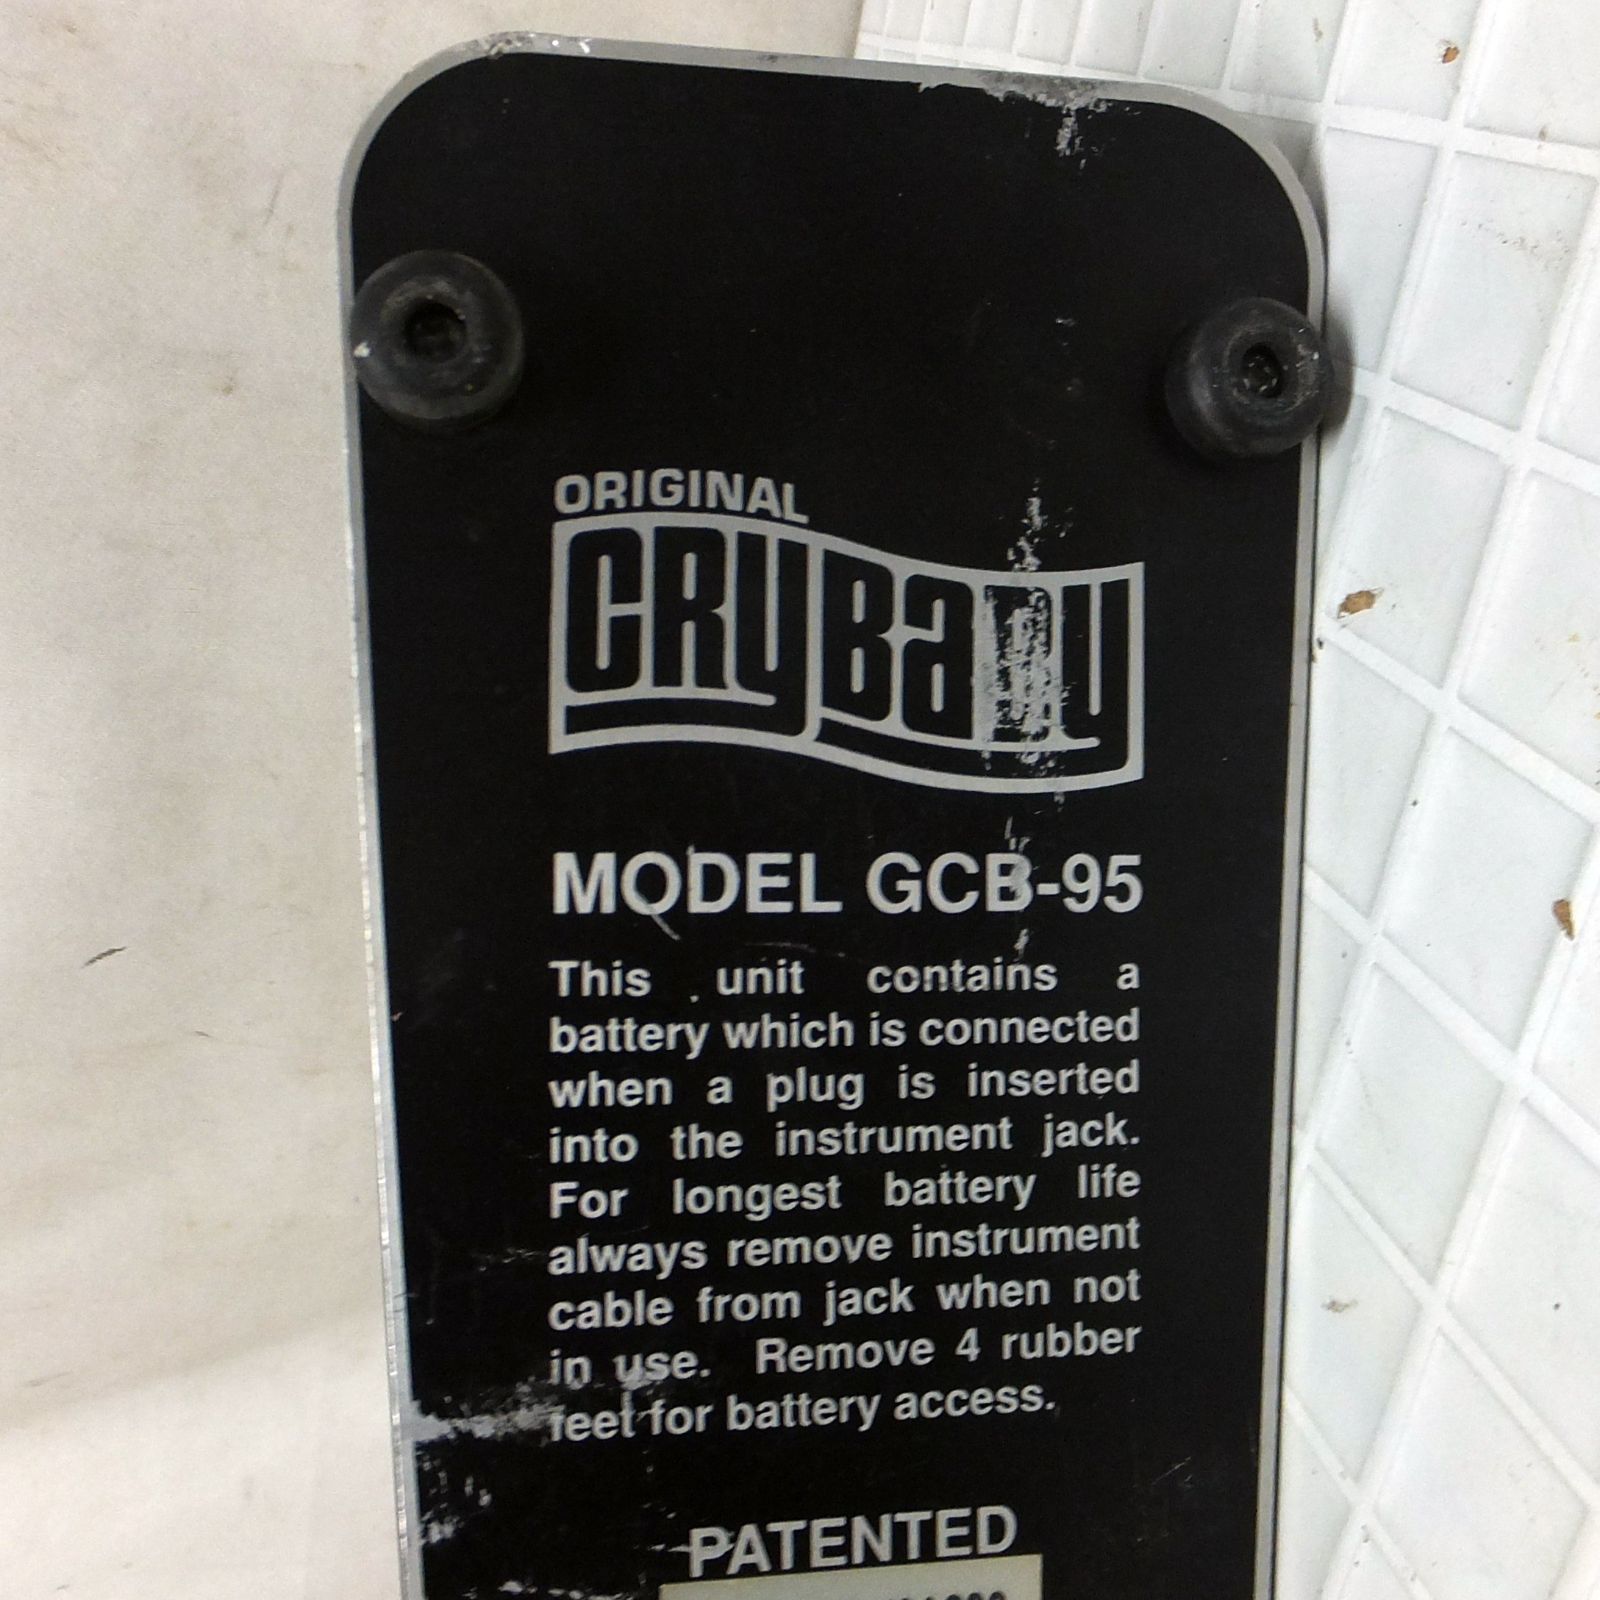 ORIGINAL
CRYBaBY
MODEL GCB-95
This unit contains a
battery which is connected
when a plug is inserted
into the instrument jack.
For longest battery life
always remove instrument
cable from jack when not
in use. Remove 4 rubber
feet for battery access.
PATENTED